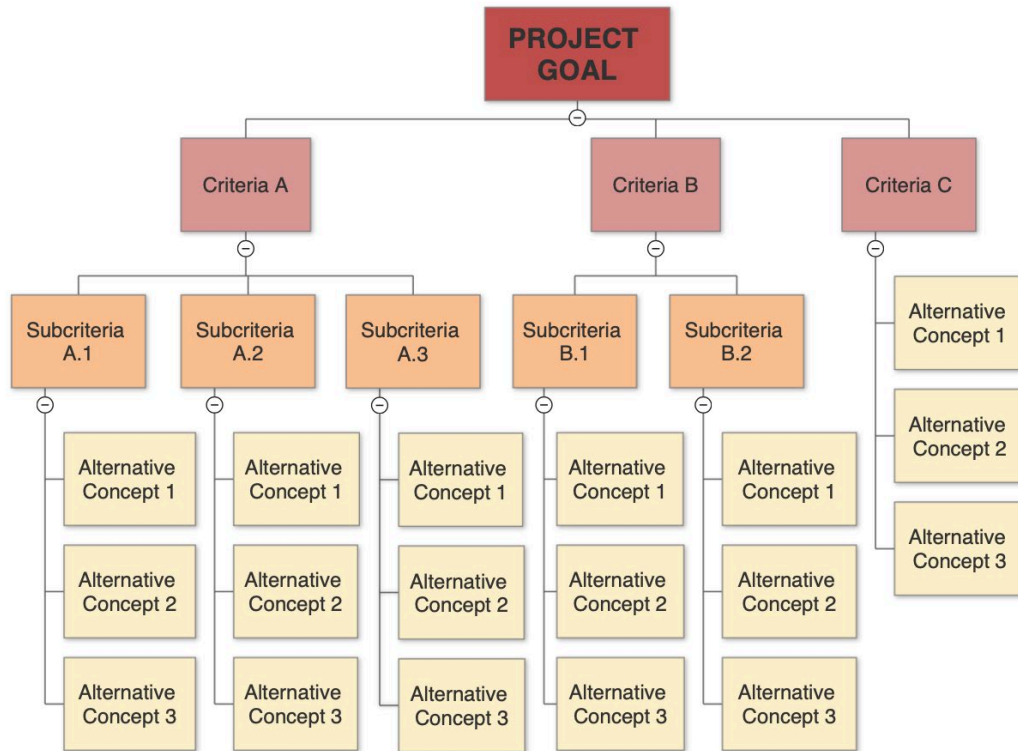 PROJECT
GOAL
Criteria A
Criteria B
Criteria C
Subcriteria
A.1
Subcriteria
A.2
Subcriteria
A.3
Subcriteria
B.1
Subcriteria
B.2
Alternative
Concept 1
Alternative
Concept 2
Alternative
Concept 3
Alternative
Concept 1
Alternative
Concept 2
Alternative
Concept 3
Alternative
Concept 1
Alternative
Concept 2
Alternative
Concept 3
Alternative
Concept 1
Alternative
Concept 2
Alternative
Concept 3
Alternative
Concept 1
Alternative
Concept 2
Alternative
Concept 3
Alternative
Concept 1
Alternative
Concept 2
Alternative
Concept 3